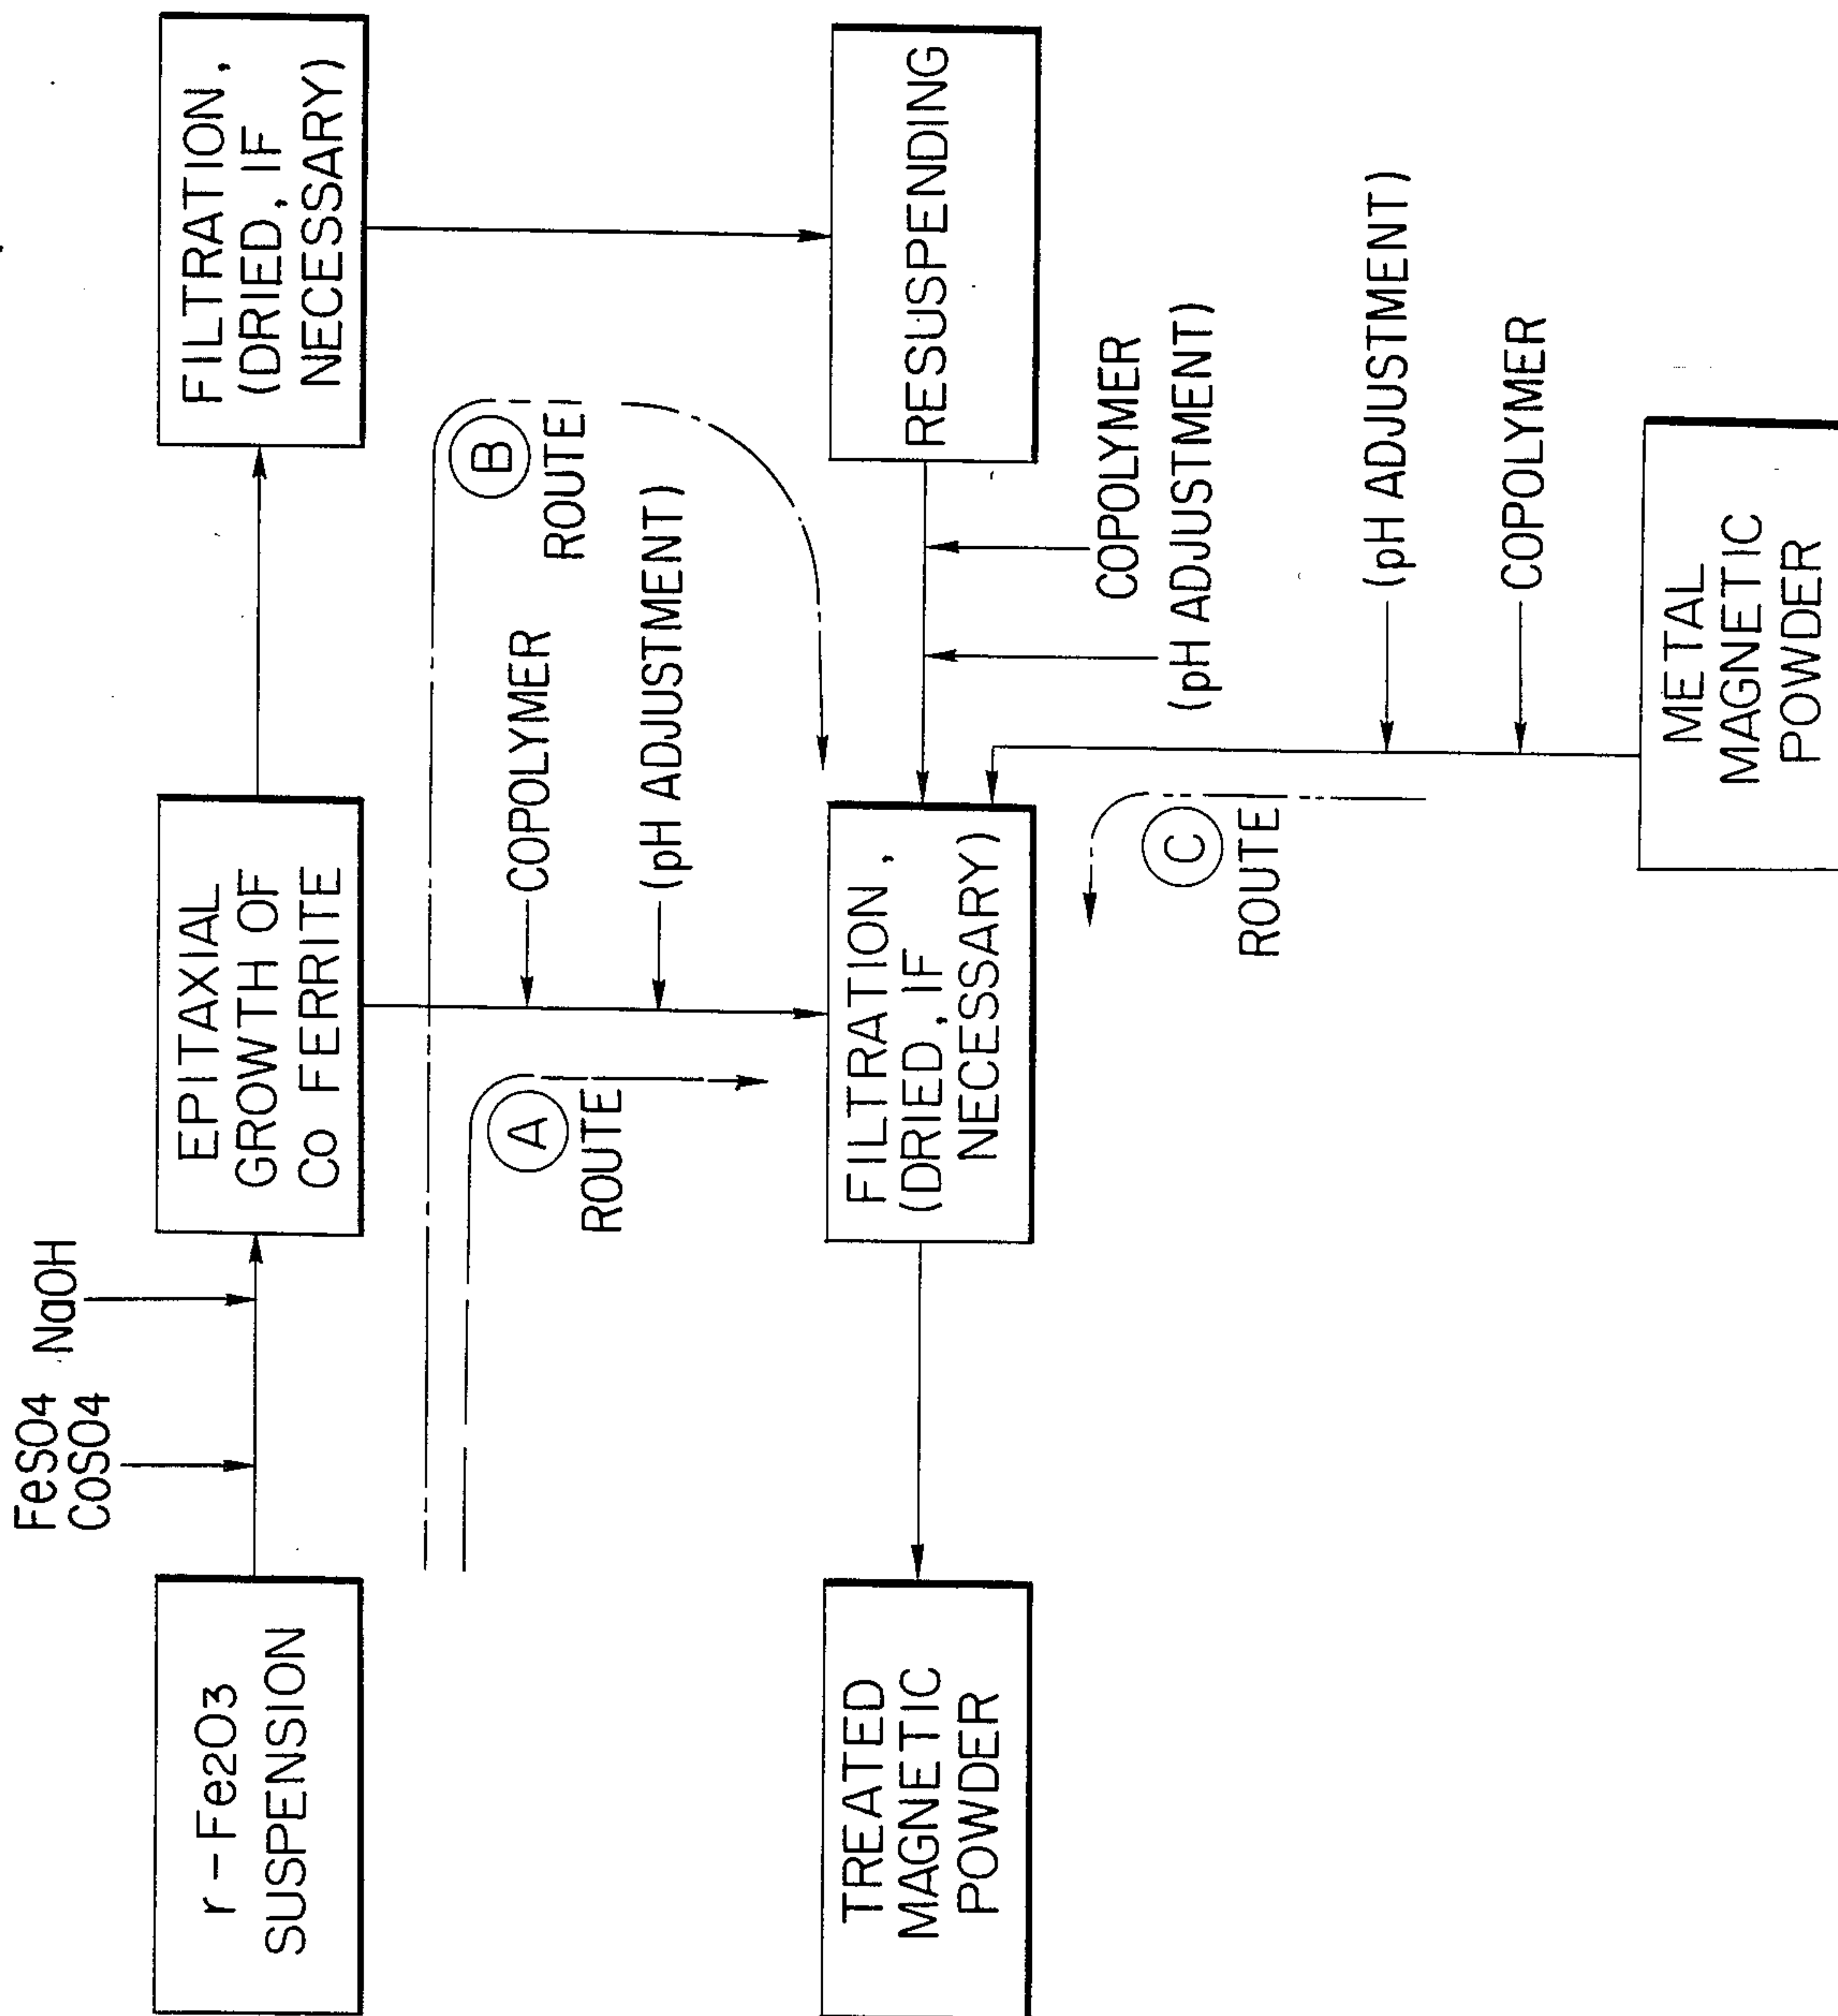 FeSO4
CoSO4
NaOH
r-Fe2O3
SUSPENSION
EPITAXIAL
GROWTH OF
Co FERRITE
FILTRATION,
(DRIED, IF
NECESSARY)
B
ROUTE
A
ROUTE
COPOLYMER
(pH ADJUSTMENT)
TREATED
MAGNETIC
POWDER
FILTRATION,
(DRIED, IF
NECESSARY)
RESUSPENDING
COPOLYMER
(pH ADJUSTMENT)
C
ROUTE
(pH ADJUSTMENT)
COPOLYMER
METAL
MAGNETIC
POWDER